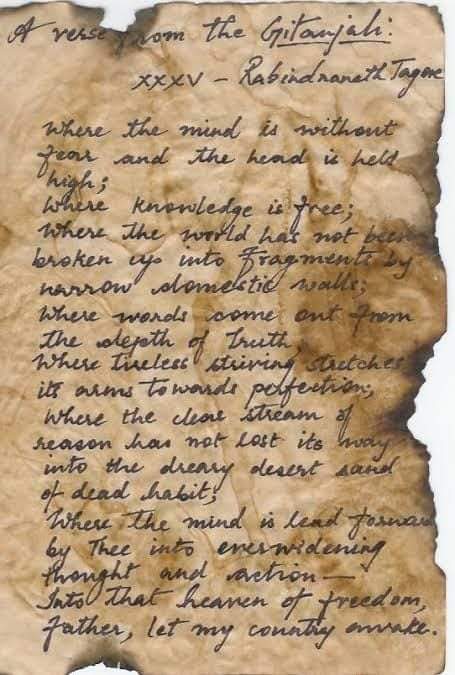 A verse from the Gitanjali:
XXXV - Rabindranath Tagore
Where the mind is without
fear and the head is held
high;
Where knowledge is free;
Where the world has not been
broken up into fragments by
narrow domestic walls;
Where words come out from
the depth of Truth,
Where tireless striving stretches
its arms towards perfection;
Where the clear stream of
reason has not lost its way
into the dreary desert sand
of dead habit;
Where the mind is lead forward
by Thee into everwidening
thought and action—
Into that heaven of freedom,
father, let my country awake.